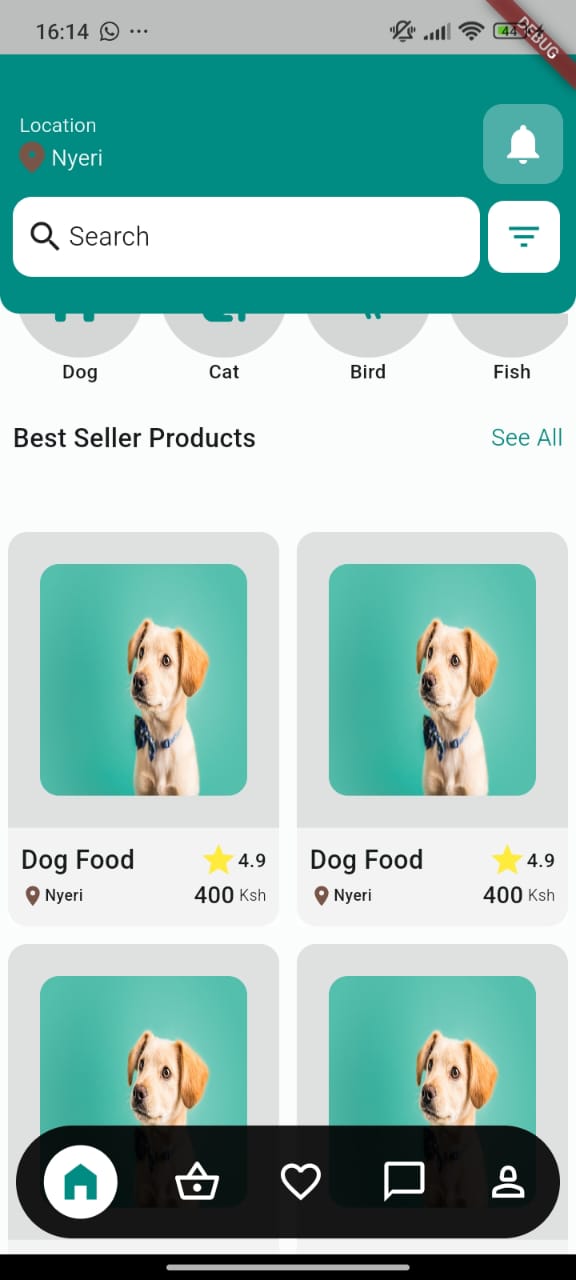 16:14
44
DEBUG
Location
Nyeri
Search
Dog Cat Bird Fish
Best Seller Products See All
Dog Food 4.9 Dog Food 4.9
Nyeri 400 Ksh Nyeri 400 Ksh